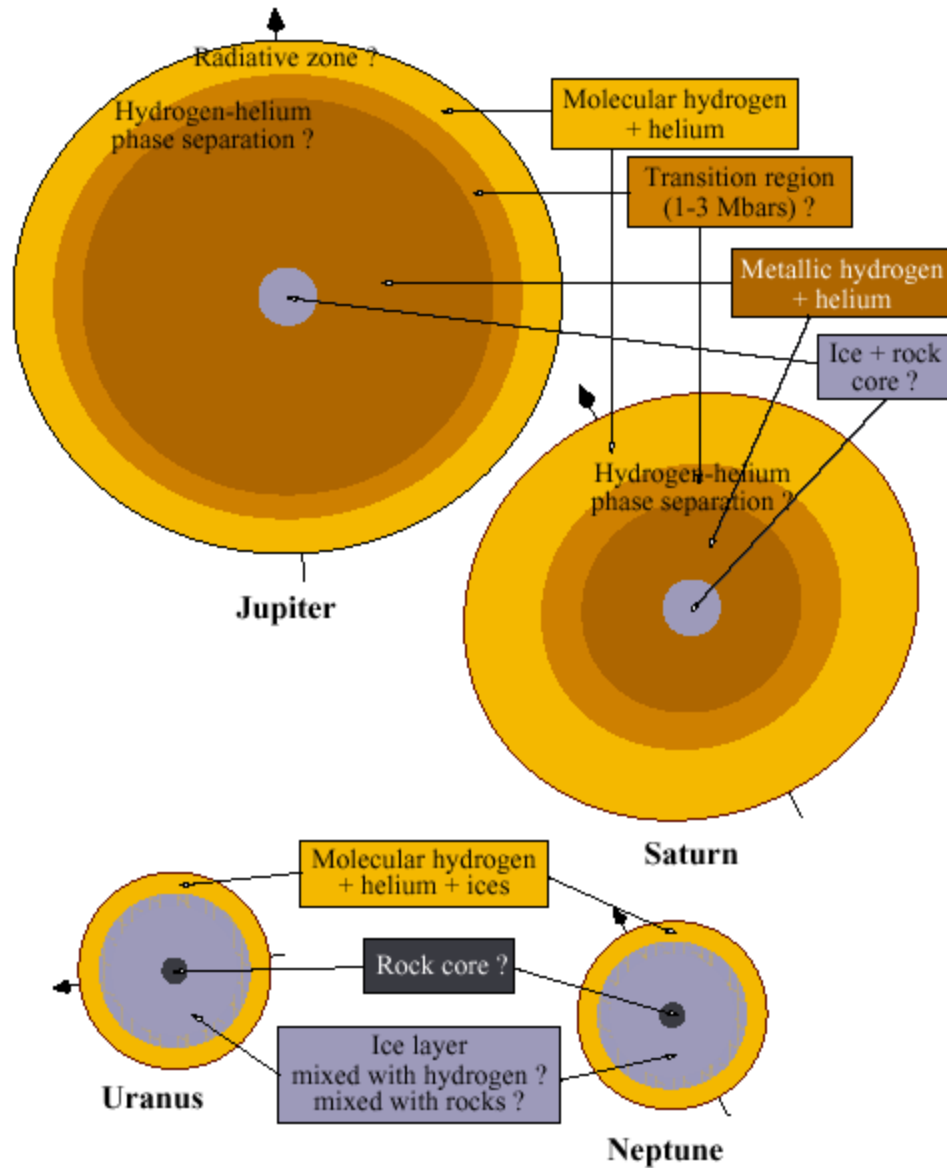 Radiative zone ?
Hydrogen-helium
phase separation ?
Molecular hydrogen
+ helium
Transition region
(1-3 Mbars) ?
Metallic hydrogen
+ helium
Ice + rock
core ?
Jupiter
Hydrogen-helium
phase separation ?
Saturn
Molecular hydrogen
+ helium + ices
Rock core ?
Ice layer
mixed with hydrogen ?
mixed with rocks ?
Uranus
Neptune